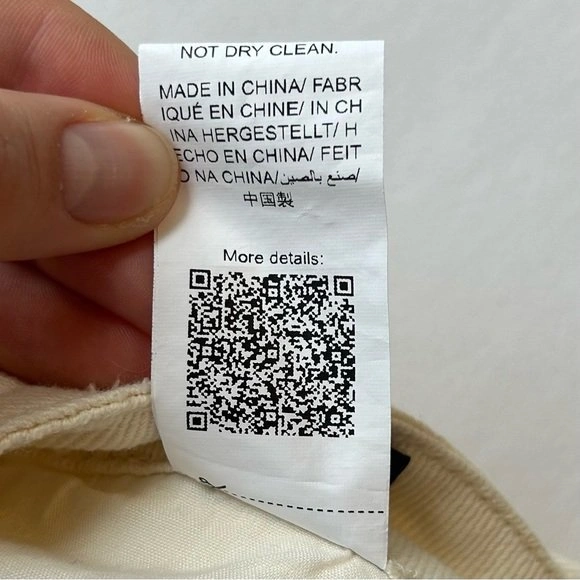 NOT DRY CLEAN.
MADE IN CHINA/ FABR
IQUÉ EN CHINE/ IN CH
INA HERGESTELLT/ H
ECHO EN CHINA/ FEIT
O NA CHINA/صنع بالصين/
中国製
More details: